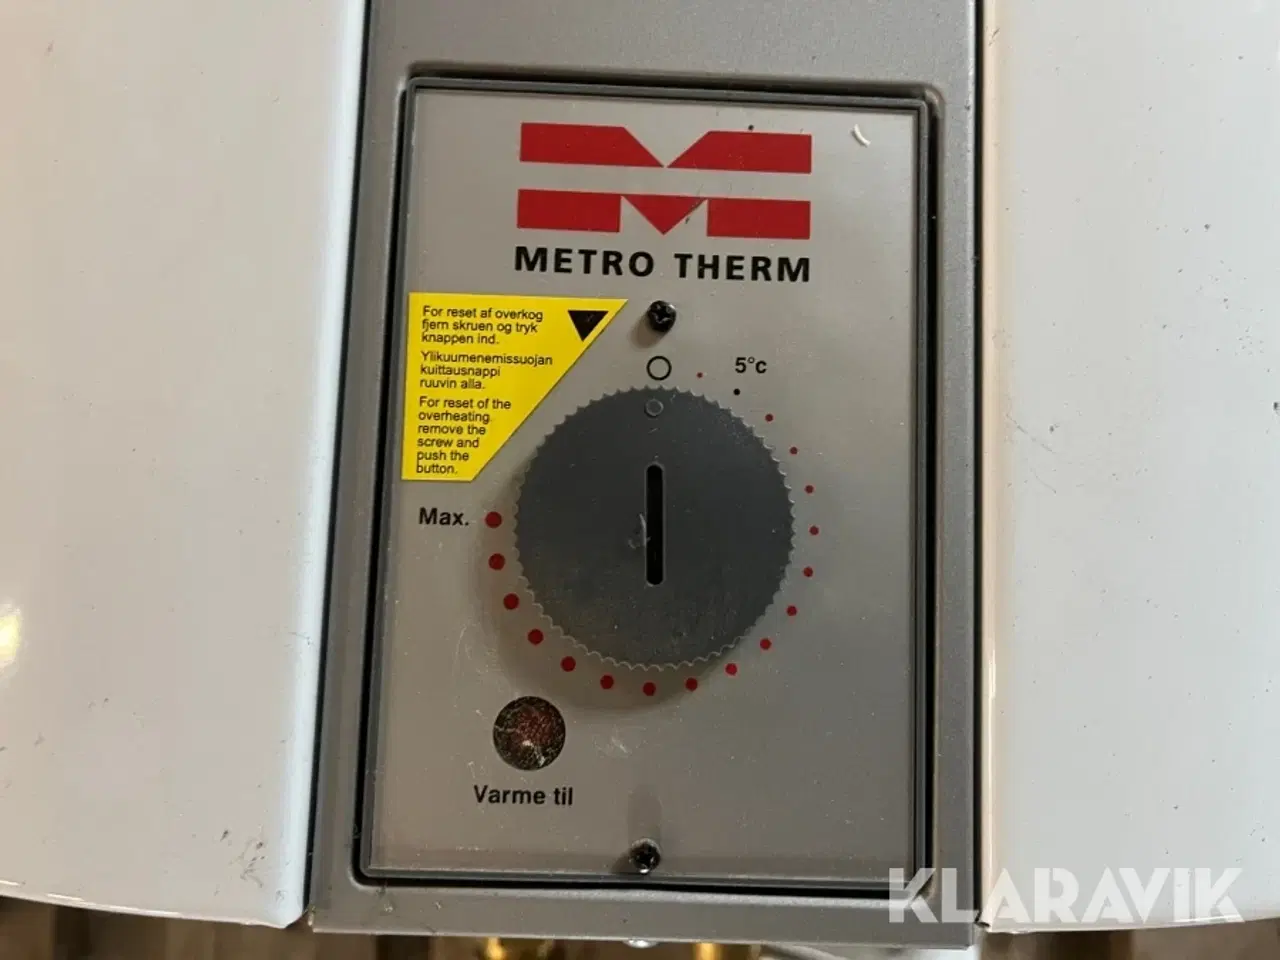 METRO THERM
For reset af overkog
fjern skruen og tryk
knappen ind.
Ylikuumenemissuojan
kuittausnappi
ruuvin alla.
For reset of the
overheating
remove the
screw and
push the
button.
5°c
Max.
Varme til
KLARAVIK